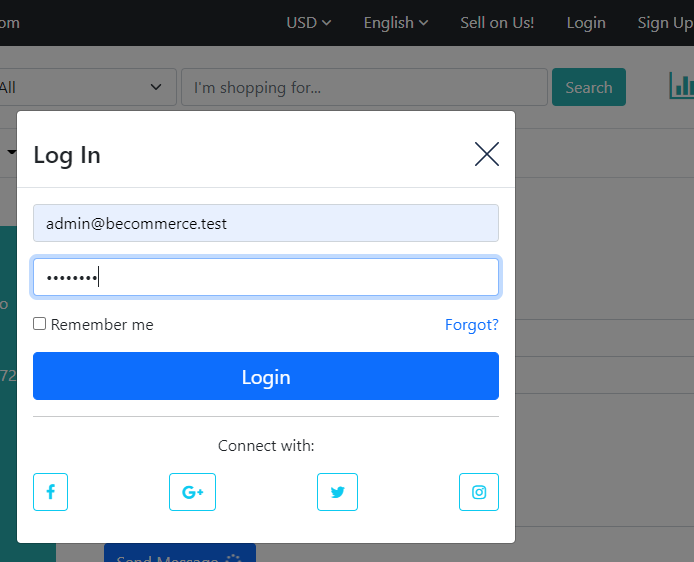 om USD English Sell on Us! Login Sign Up
All I'm shopping for... Search
Log In
admin@becommerce.test
••••••••
Remember me Forgot?
Login
Connect with:
G+
o
72
Send Message